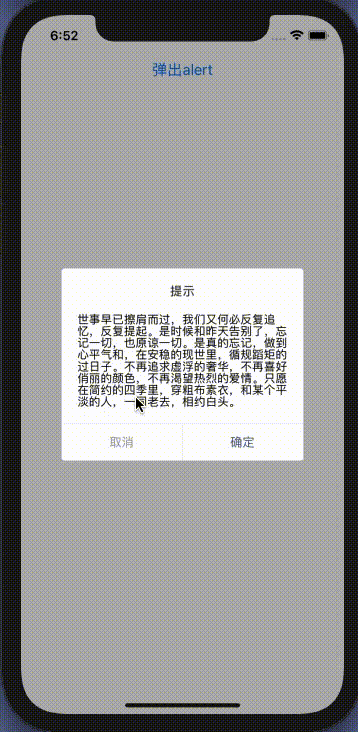 6:52
弹出alert
提示
世事早已擦肩而过，我们又何必反复追
忆，反复提起。是时候和昨天告别了，忘
记一切，也原谅一切。是真的忘记，做到
心平气和，在安稳的现世里，循规蹈矩的
过日子。不再追求虚浮的奢华，不再喜好
俏丽的颜色，不再渴望热烈的爱情。只愿
在简约的四季里，穿粗布素衣，和某个平
淡的人，一同老去，相约白头。
取消
确定